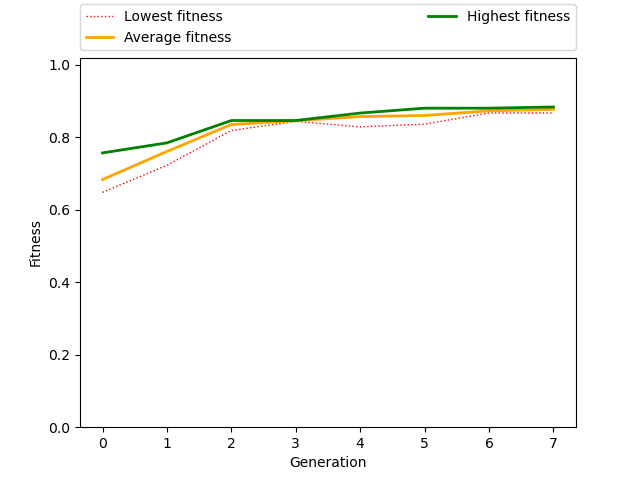 Lowest fitness
Average fitness
Highest fitness
1.0
0.8
0.6
0.4
0.2
0.0
Fitness
0 1 2 3 4 5 6 7
Generation